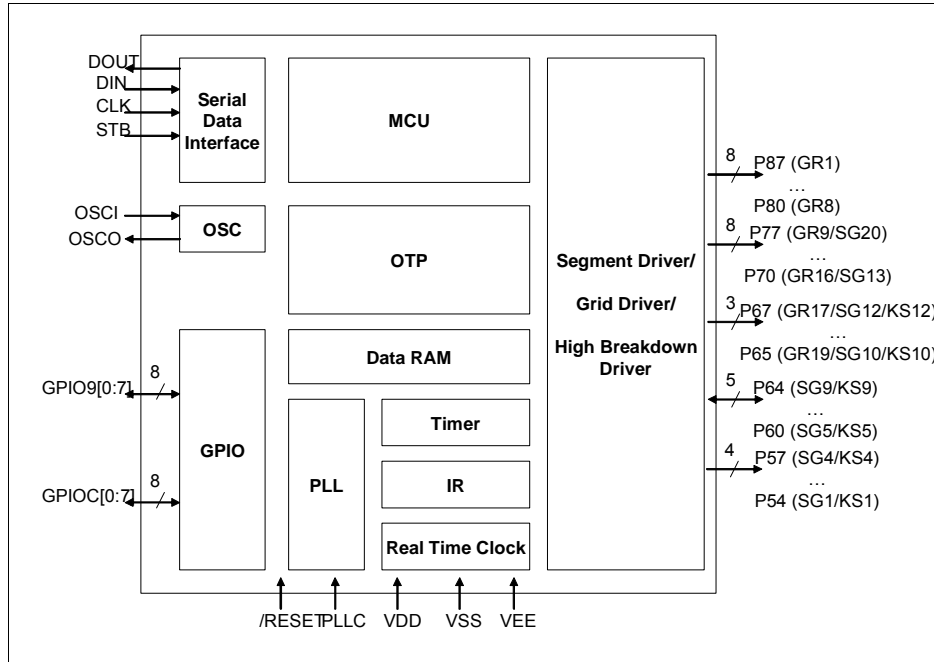 DOUT
DIN
CLK
STB
Serial
Data
Interface
MCU
8
P87 (GR1)
…
P80 (GR8)
OSCI
OSCO
OSC
OTP
8
P77 (GR9/SG20)
…
P70 (GR16/SG13)
Segment Driver/
Grid Driver/
High Breakdown
Driver
3
P67 (GR17/SG12/KS12)
…
P65 (GR19/SG10/KS10)
Data RAM
GPIO9[0:7]
8
GPIO
GPIOC[0:7]
8
PLL
Timer
IR
Real Time Clock
5
P64 (SG9/KS9)
…
P60 (SG5/KS5)
4
P57 (SG4/KS4)
…
P54 (SG1/KS1)
/RESET PLLC VDD VSS VEE